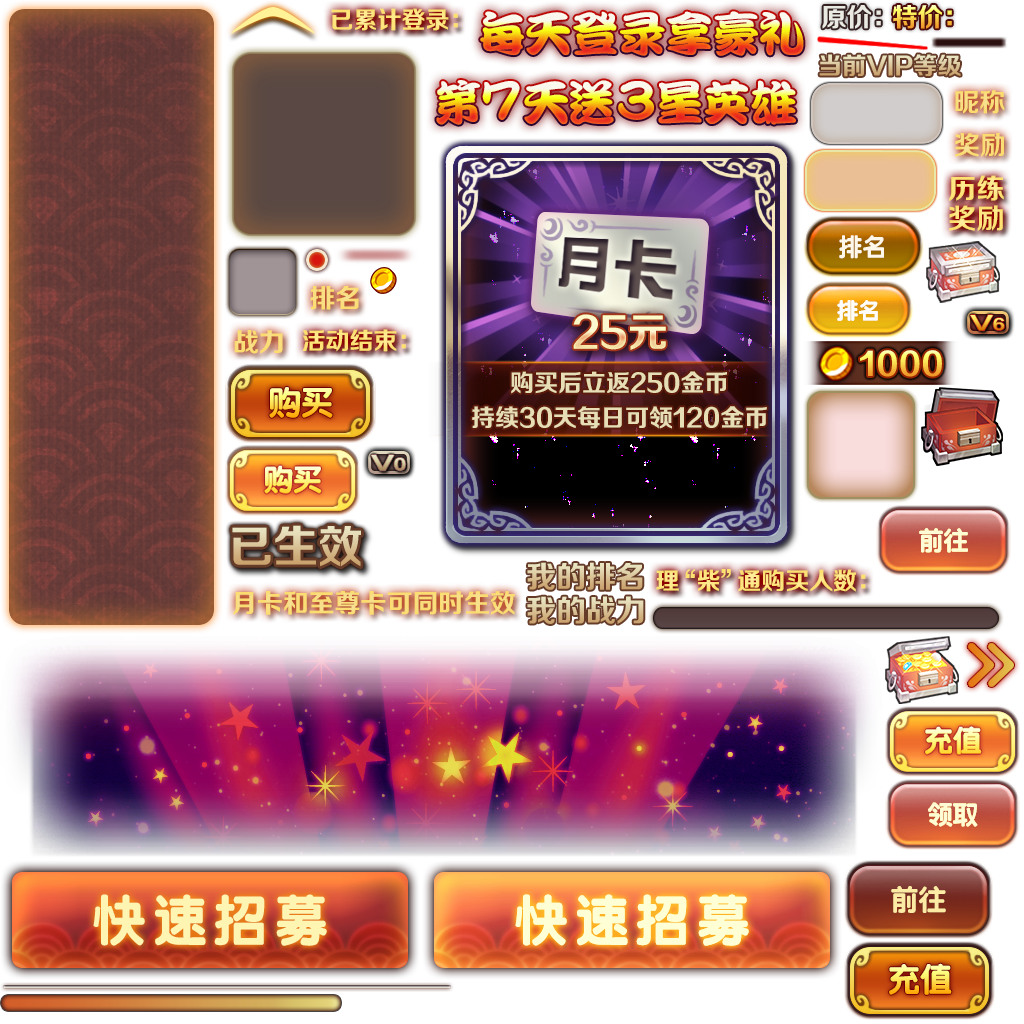 已累计登录:
每天登录拿豪礼
第7天送3星英雄
原价:
特价:
当前VIP等级
昵称
奖励
历练
奖励
排名
排名
V6
1000
排名
战力
活动结束:
购买
购买
V0
已生效
月卡和至尊卡可同时生效
月卡
25元
购买后立返250金币
持续30天每日可领120金币
我的排名
我的战力
理“柴”通购买人数:
前往
充值
领取
快速招募
快速招募
前往
充值